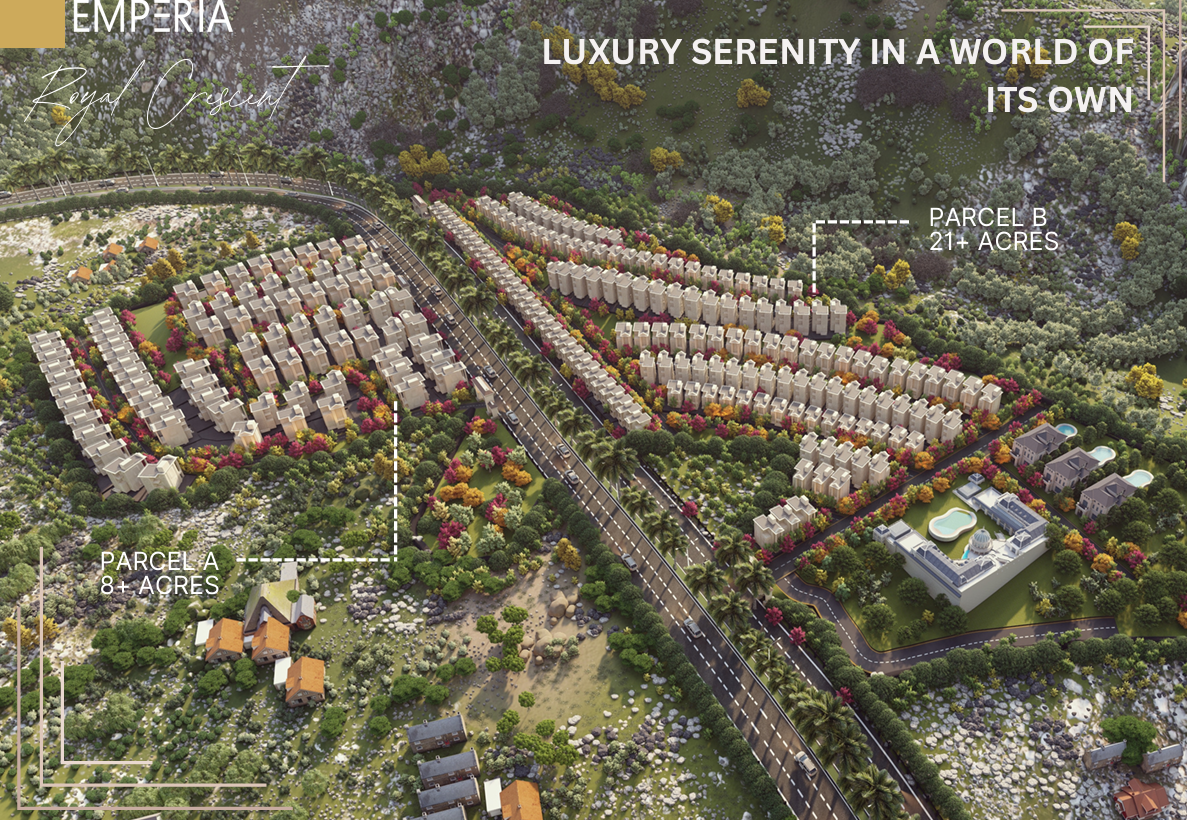 EMPERIA
Royal Crescent
LUXURY SERENITY IN A WORLD OF
ITS OWN
PARCEL B
21+ ACRES
PARCEL A
8+ ACRES